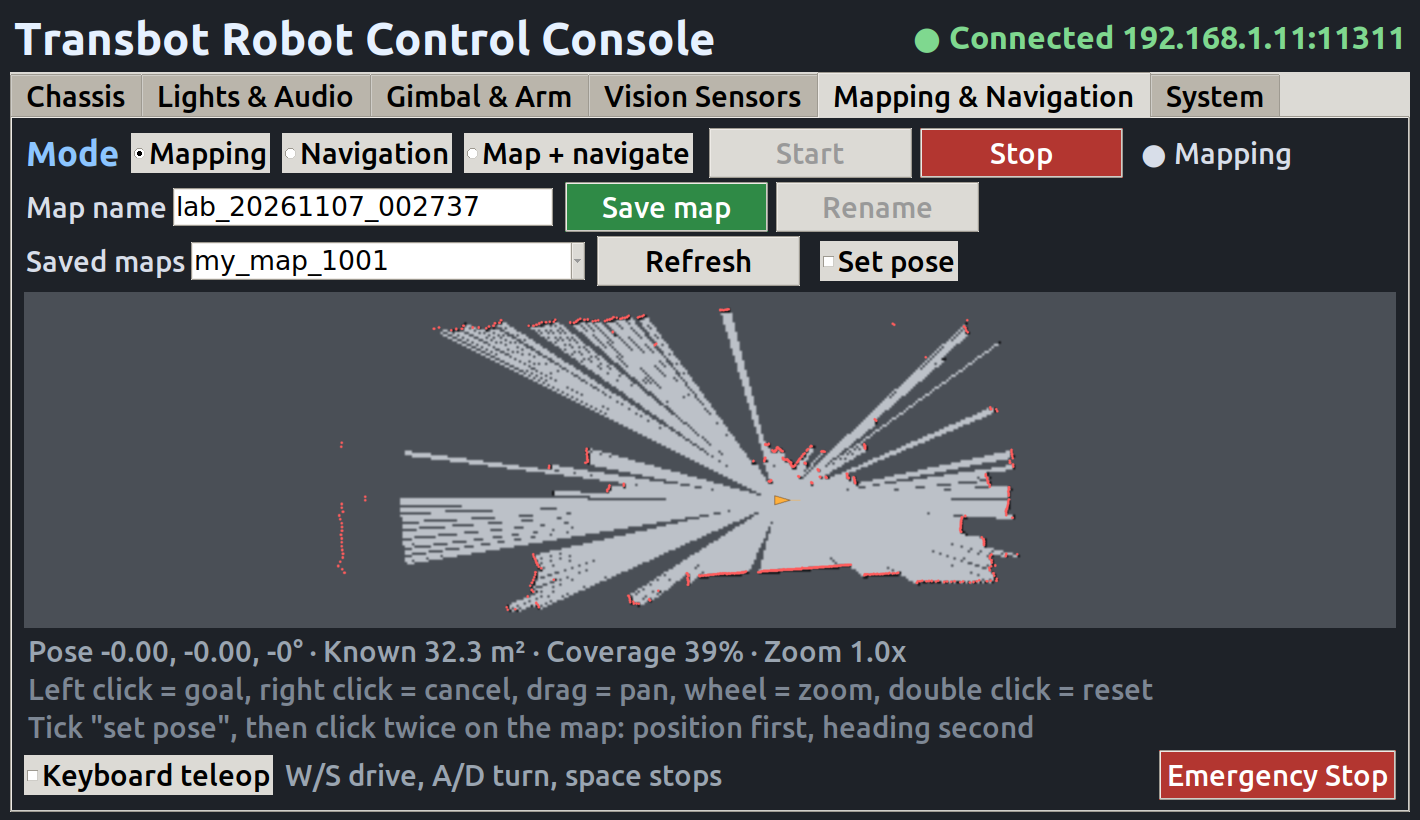 Transbot Robot Control Console
Connected 192.168.1.11:11311
Chassis Lights & Audio Gimbal & Arm Vision Sensors Mapping & Navigation System
Mode Mapping Navigation Map + navigate Start Stop Mapping
Map name lab_20261107_002737 Save map Rename
Saved maps my_map_1001 Refresh Set pose
Pose -0.00, -0.00, -0° · Known 32.3 m² · Coverage 39% · Zoom 1.0x
Left click = goal, right click = cancel, drag = pan, wheel = zoom, double click = reset
Tick "set pose", then click twice on the map: position first, heading second
Keyboard teleop W/S drive, A/D turn, space stops Emergency Stop